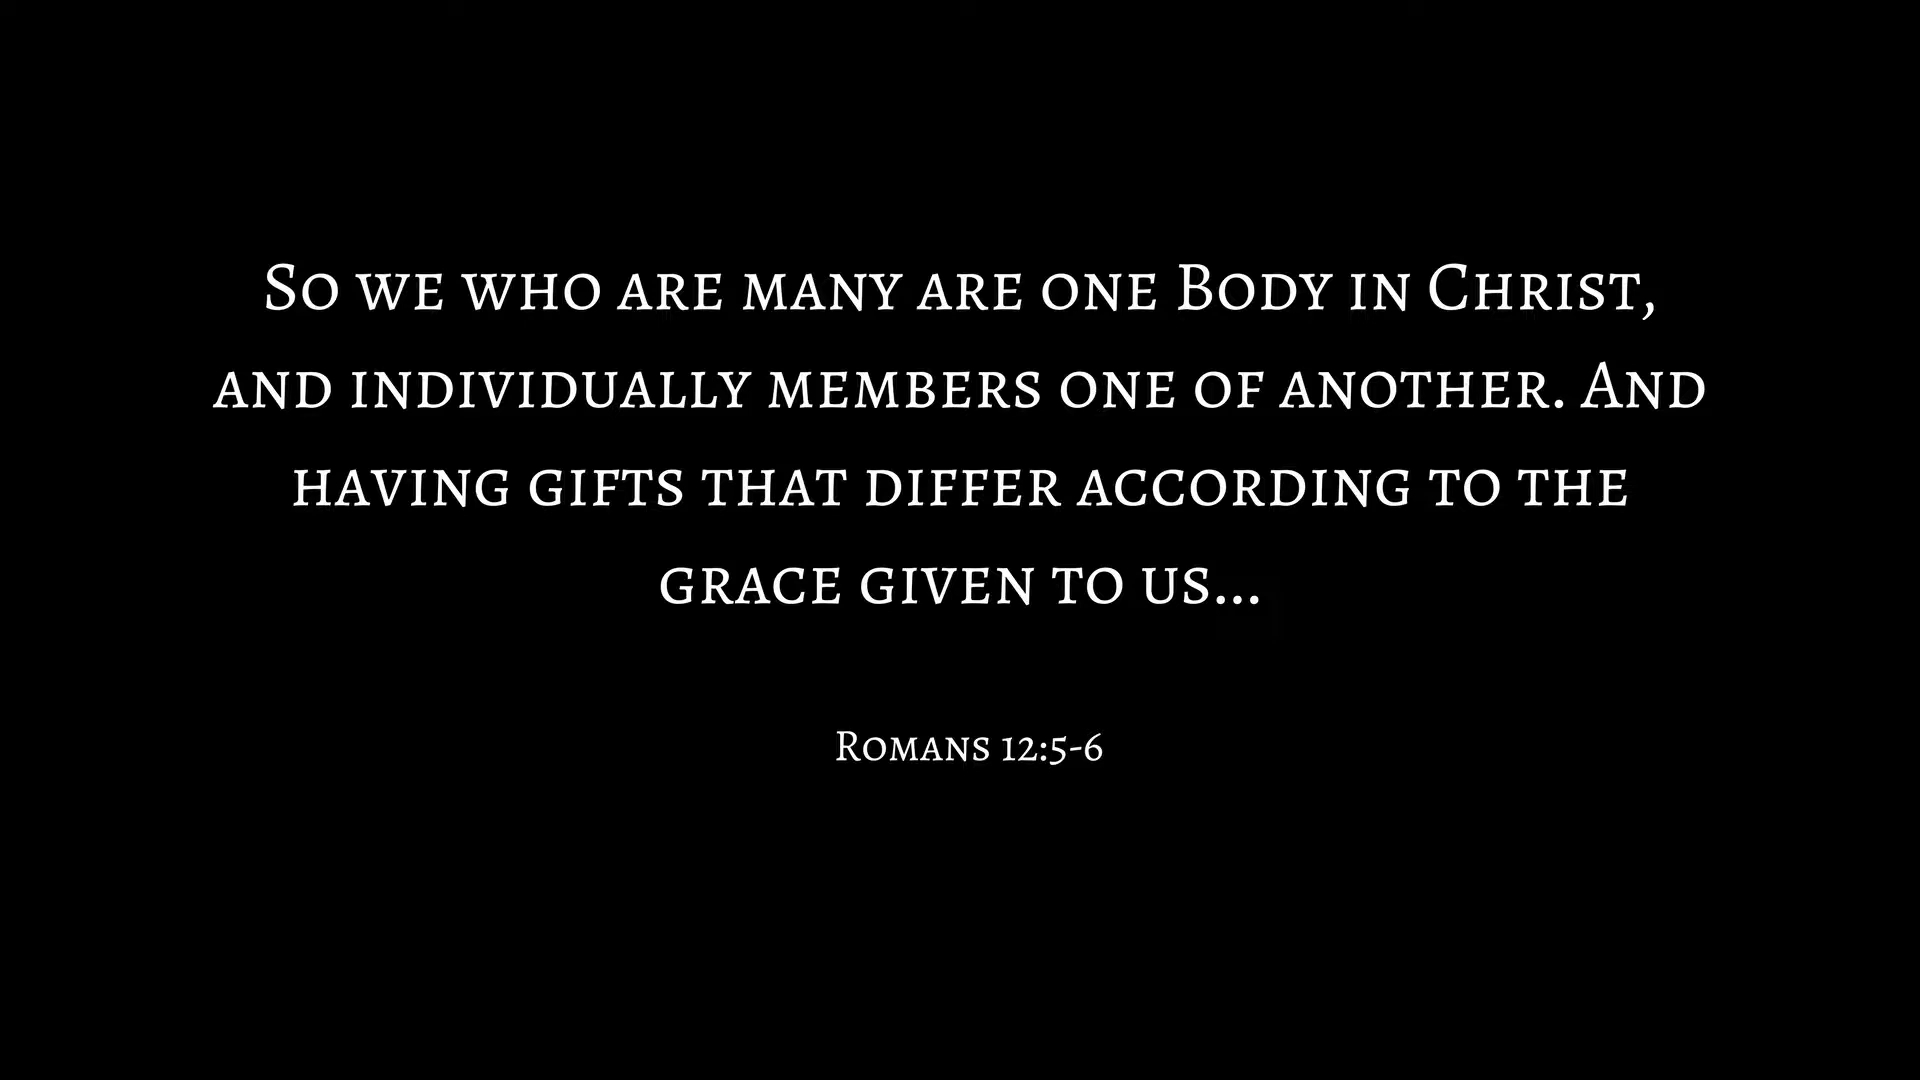 So we who are many are one Body in Christ,
and individually members one of another. And
having gifts that differ according to the
grace given to us...
Romans 12:5-6